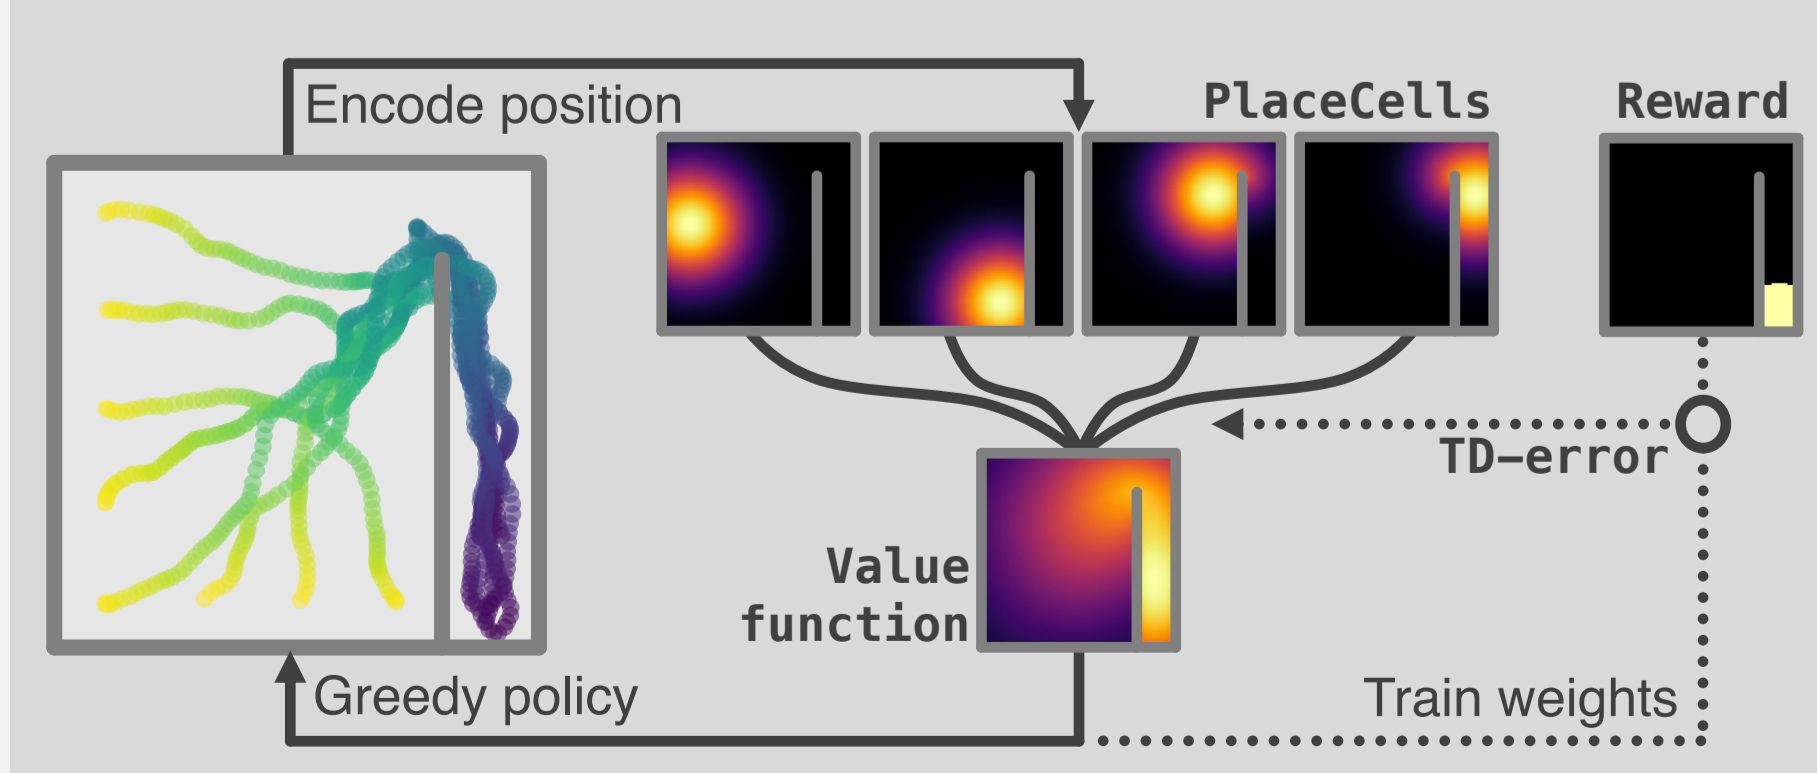 Encode position
PlaceCells
Reward
TD-error
Value
function
Greedy policy
Train weights